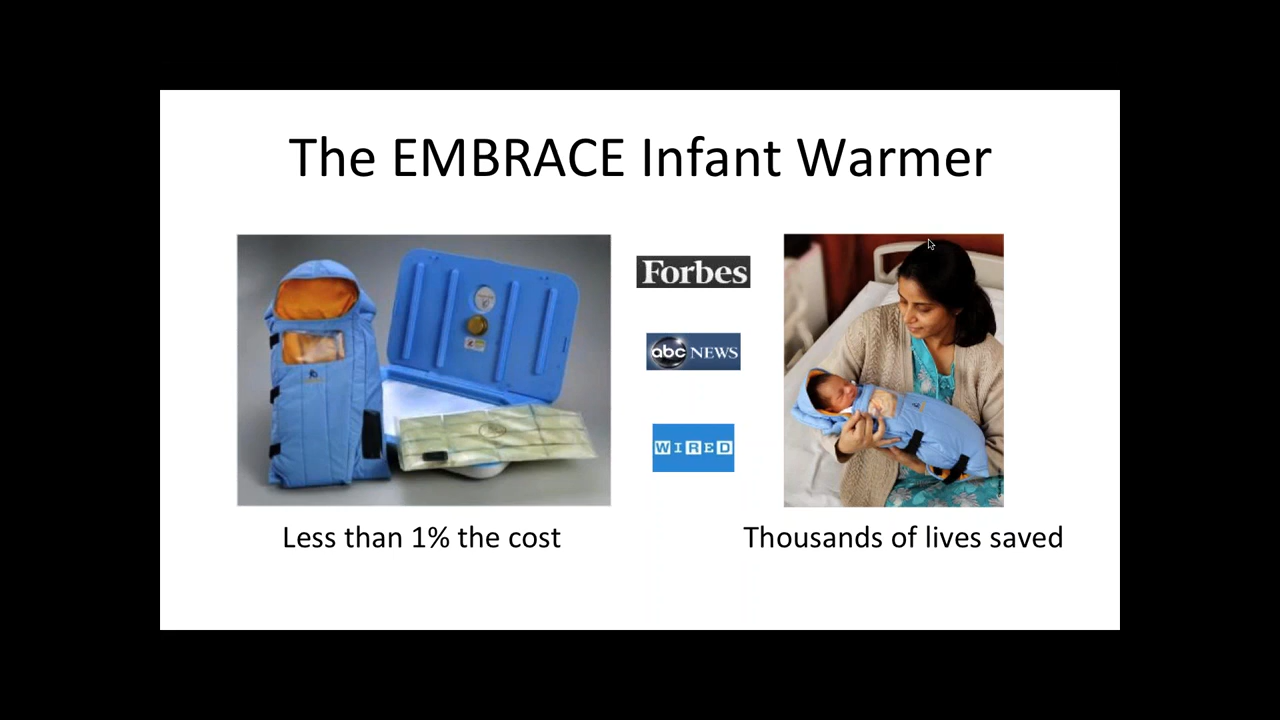 The EMBRACE Infant Warmer
Forbes
abc NEWS
WIRED
Less than 1% the cost
Thousands of lives saved